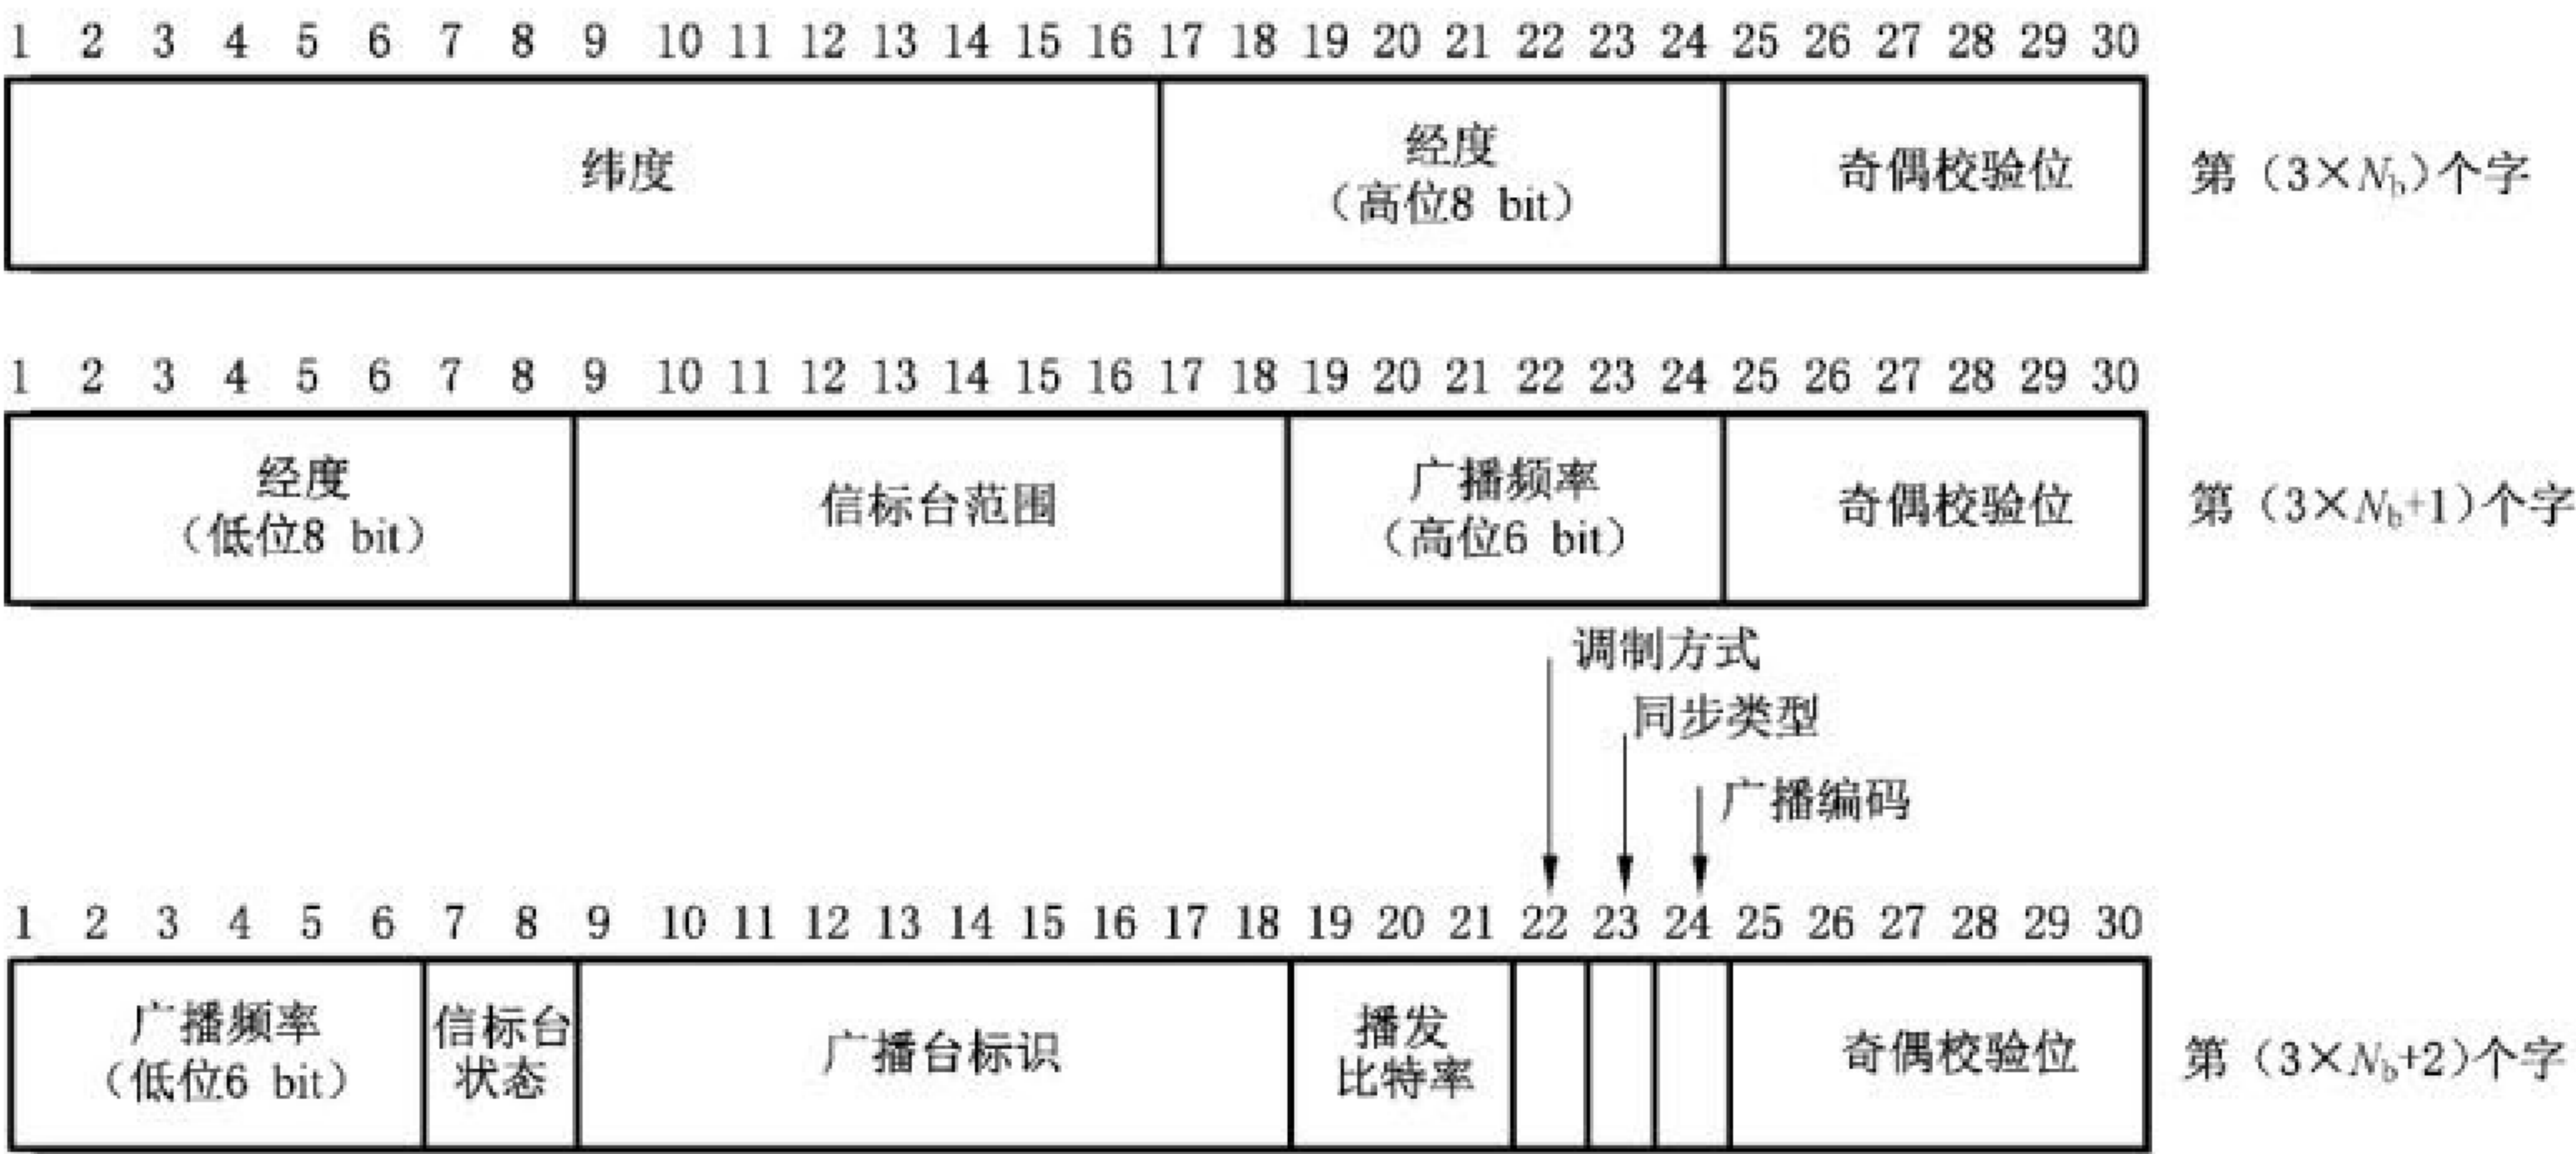 1 2 3 4 5 6 7 8 9 10 11 12 13 14 15 16 17 18 19 20 21 22 23 24 25 26 27 28 29 30
纬度
经度
（高位8 bit）
奇偶校验位
第（3×Nb）个字
1 2 3 4 5 6 7 8 9 10 11 12 13 14 15 16 17 18 19 20 21 22 23 24 25 26 27 28 29 30
经度
（低位8 bit）
信标台范围
广播频率
（高位6 bit）
奇偶校验位
第（3×Nb+1）个字
调制方式
同步类型
广播编码
1 2 3 4 5 6 7 8 9 10 11 12 13 14 15 16 17 18 19 20 21 22 23 24 25 26 27 28 29 30
广播频率
（低位6 bit）
信标台
状态
广播台标识
播发
比特率
奇偶校验位
第（3×Nb+2）个字